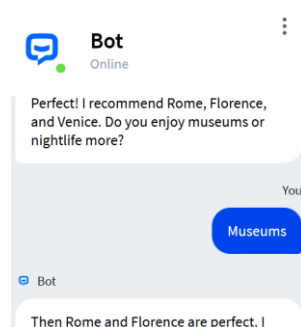 Bot
Online
Perfect! I recommend Rome, Florence,
and Venice. Do you enjoy museums or
nightlife more?
You
Museums
Bot
Then Rome and Florence are perfect. I